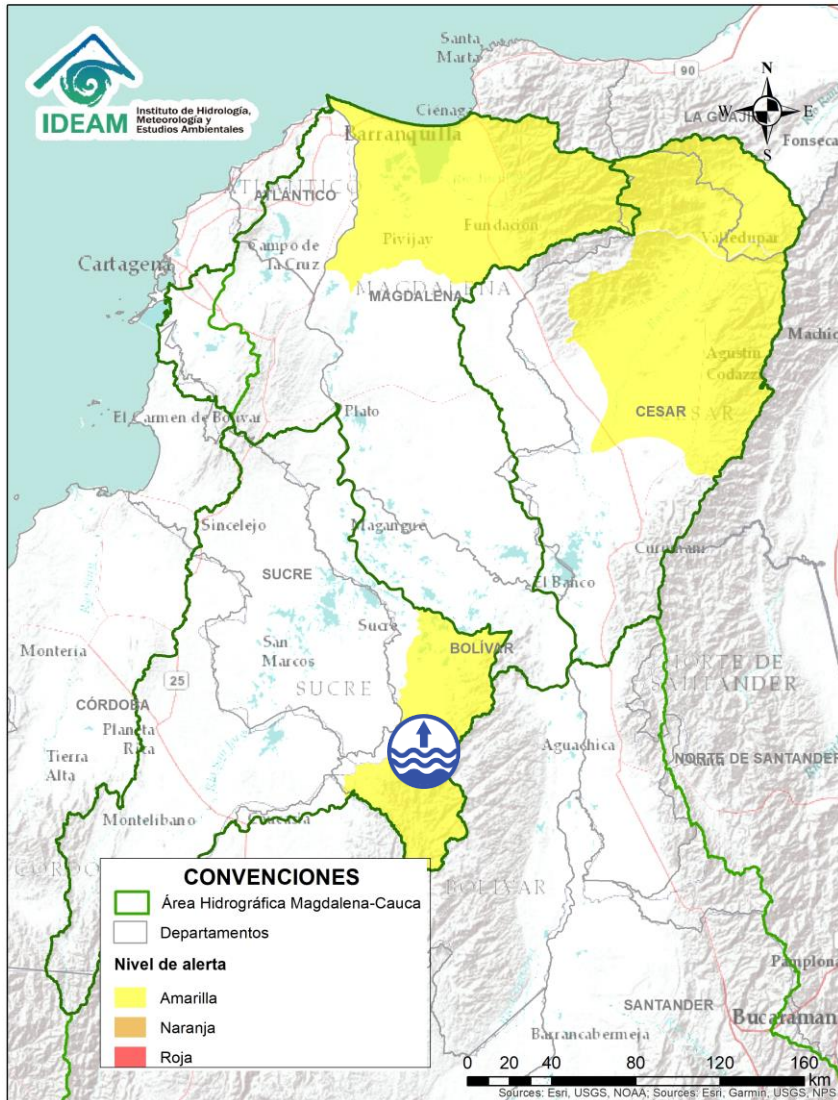 IDEAM
Instituto de Hidrología,
Meteorología y
Estudios Ambientales
Santa
Marta
90
N
W
E
S
LA GUAJIRA
Fonseca
Ciénaga
Barranquilla
ATLÁNTICO
Pivijay
Fundación
Valledupar
Campo de
la Cruz
Cartagena
MAGDALENA
MAGDALENA
Agustín
Codazzi
El Carmen de Bolívar
Plato
CESAR
Sincelejo
Magangue
Curumaní
SUCRE
El Banco
Sucre
BOLÍVAR
Montería
San
Marcos
SUCRE
25
NORTE DE
SANTANDER
CÓRDOBA
Planeta
Rica
Tierra
Alta
Aguachica
NORTE DE SANTANDER
Montelibano
BOLÍVAR
CONVENCIONES
Área Hidrográfica Magdalena-Cauca
Departamentos
Nivel de alerta
Amarilla
Naranja
Roja
Pamplona
SANTANDER
Bucaraman
Barrancabermeja
0 20 40 80 120 160
km
Sources: Esri, USGS, NOAA; Sources: Esri, Garmin, USGS, NPS